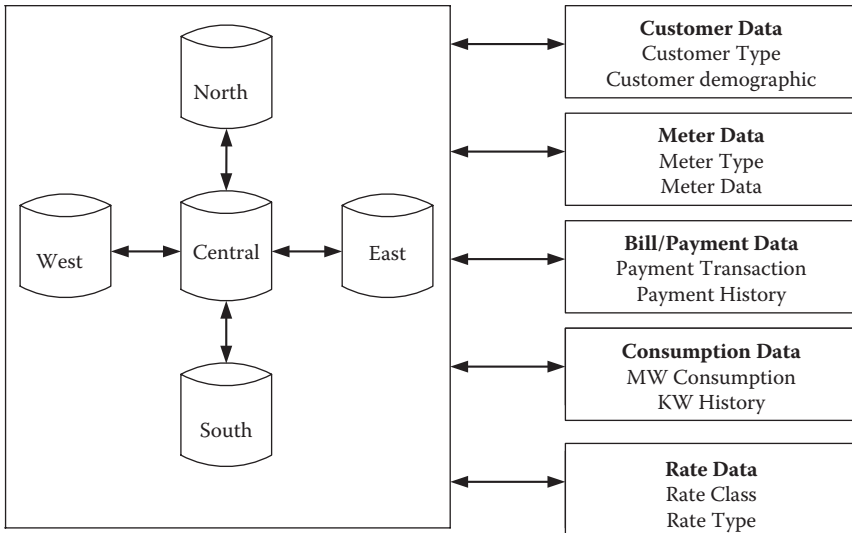 North
West
Central
East
South
Customer Data
Customer Type
Customer demographic
Meter Data
Meter Type
Meter Data
Bill/Payment Data
Payment Transaction
Payment History
Consumption Data
MW Consumption
KW History
Rate Data
Rate Class
Rate Type